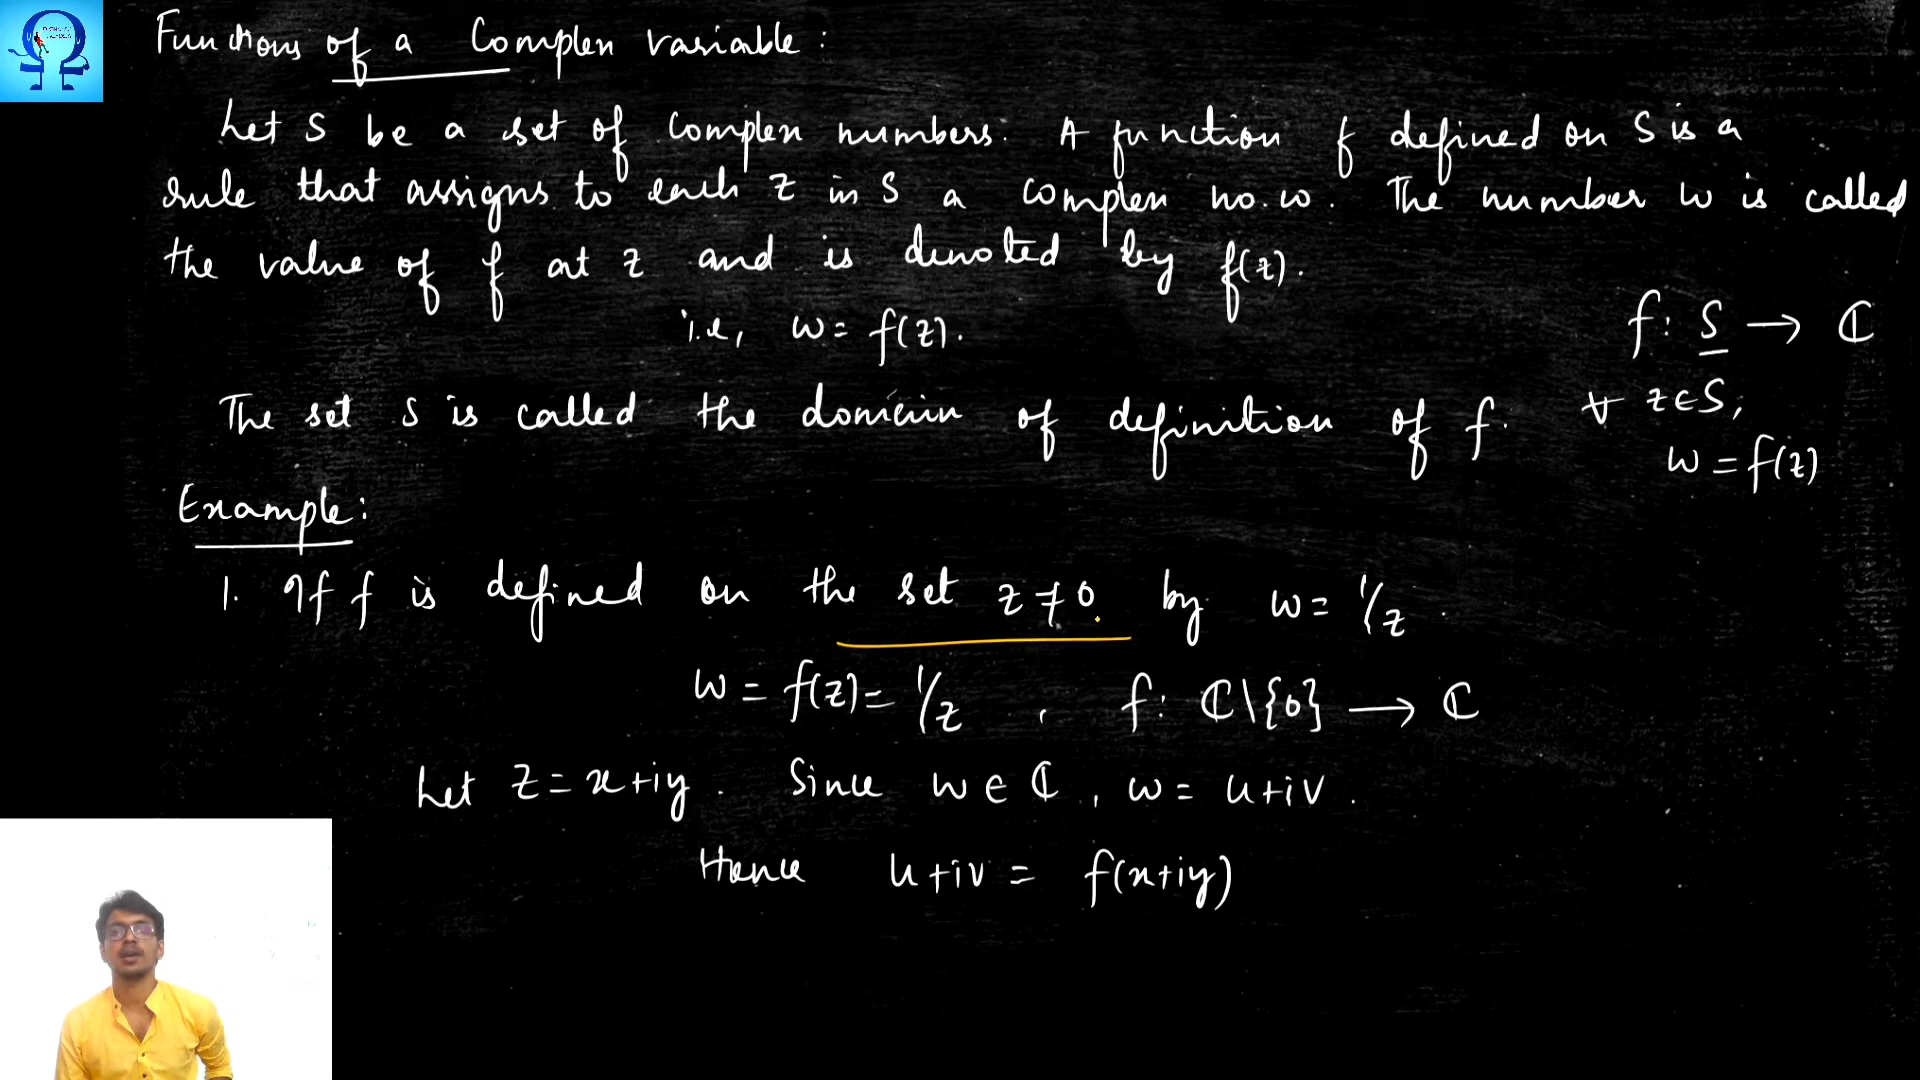 Functions of a Complex variable:
Let S be a set of complex numbers. A function f defined on S is a
rule that assigns to each z in S a complex no. w. The number w is called
the value of f at z and is denoted by f(z).
i.e, w = f(z).
f: S → ℂ
The set S is called the domain of definition of f.
∀ z∈S,
w = f(z)
Example:
1. If f is defined on the set z ≠ 0 by w = 1/z.
w = f(z) = 1/z, f: ℂ\{0} → ℂ
Let z = x+iy. Since w ∈ ℂ, w = u+iv.
Hence u+iv = f(x+iy)